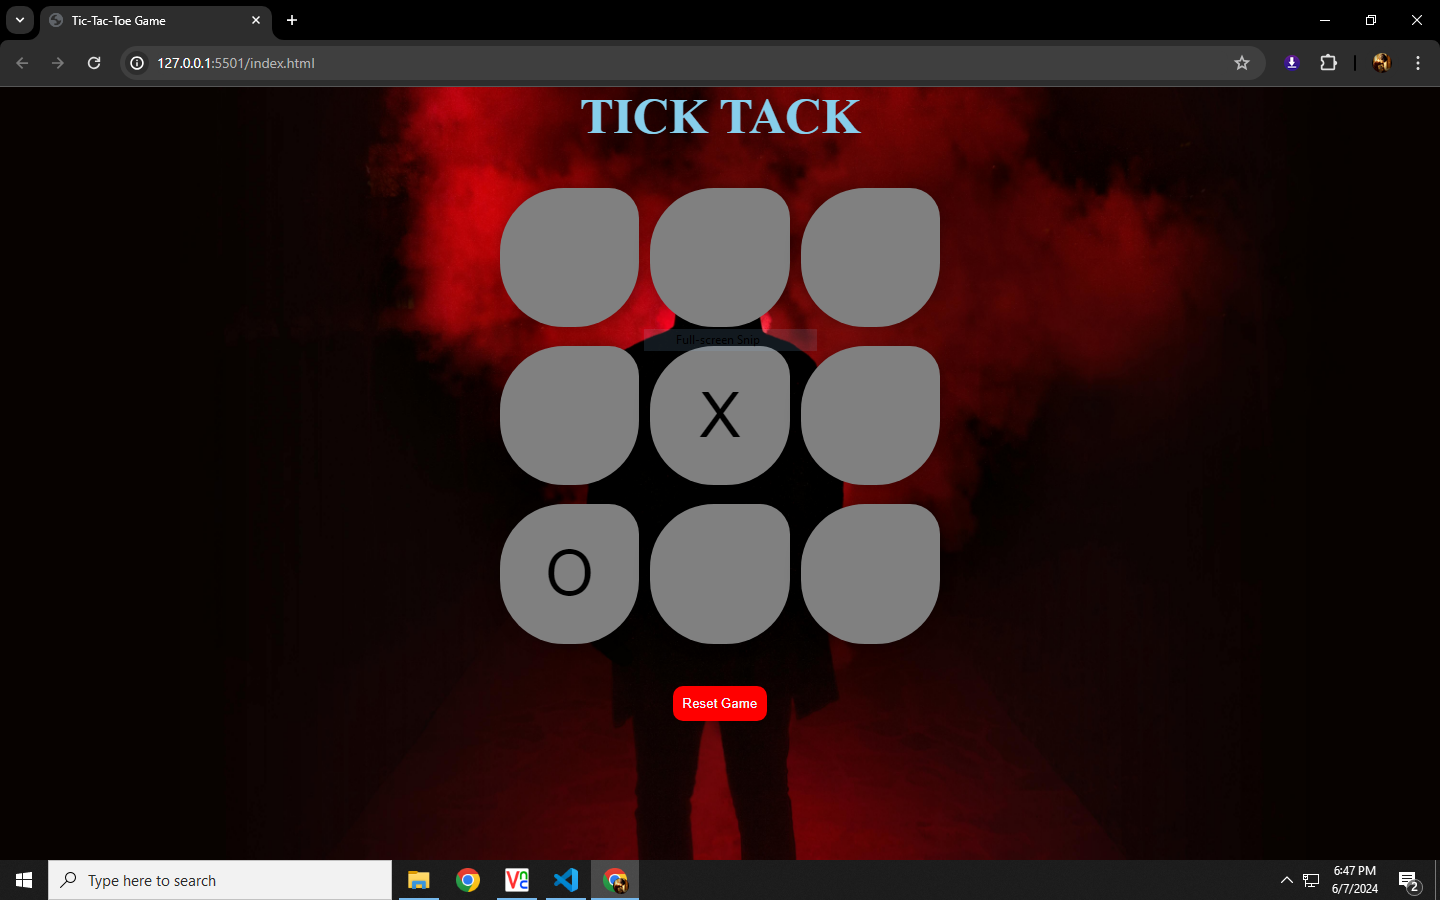 Tic-Tac-Toe Game
127.0.0.1:5501/index.html
TICK TACK
Full-screen Snip
X
O
Reset Game
Type here to search
VNC
6:47 PM
6/7/2024
2